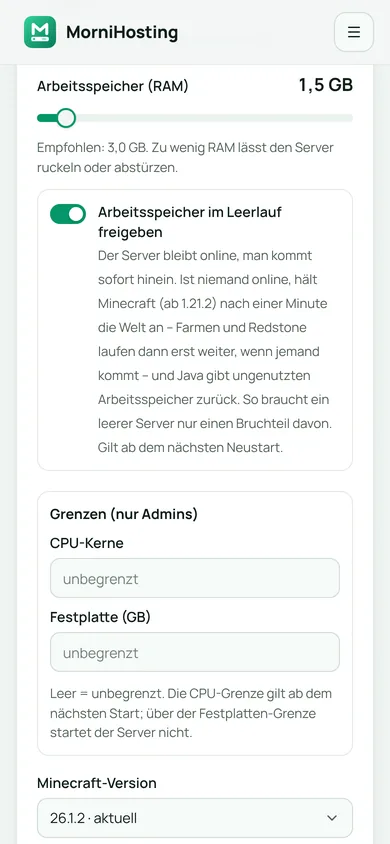 MorniHosting
Arbeitsspeicher (RAM) 1,5 GB
Empfohlen: 3,0 GB. Zu wenig RAM lässt den Server
ruckeln oder abstürzen.
Arbeitsspeicher im Leerlauf
freigeben
Der Server bleibt online, man kommt
sofort hinein. Ist niemand online, hält
Minecraft (ab 1.21.2) nach einer Minute
die Welt an – Farmen und Redstone
laufen dann erst weiter, wenn jemand
kommt – und Java gibt ungenutzten
Arbeitsspeicher zurück. So braucht ein
leerer Server nur einen Bruchteil davon.
Gilt ab dem nächsten Neustart.
Grenzen (nur Admins)
CPU-Kerne
unbegrenzt
Festplatte (GB)
unbegrenzt
Leer = unbegrenzt. Die CPU-Grenze gilt ab dem
nächsten Start; über der Festplatten-Grenze
startet der Server nicht.
Minecraft-Version
26.1.2 · aktuell